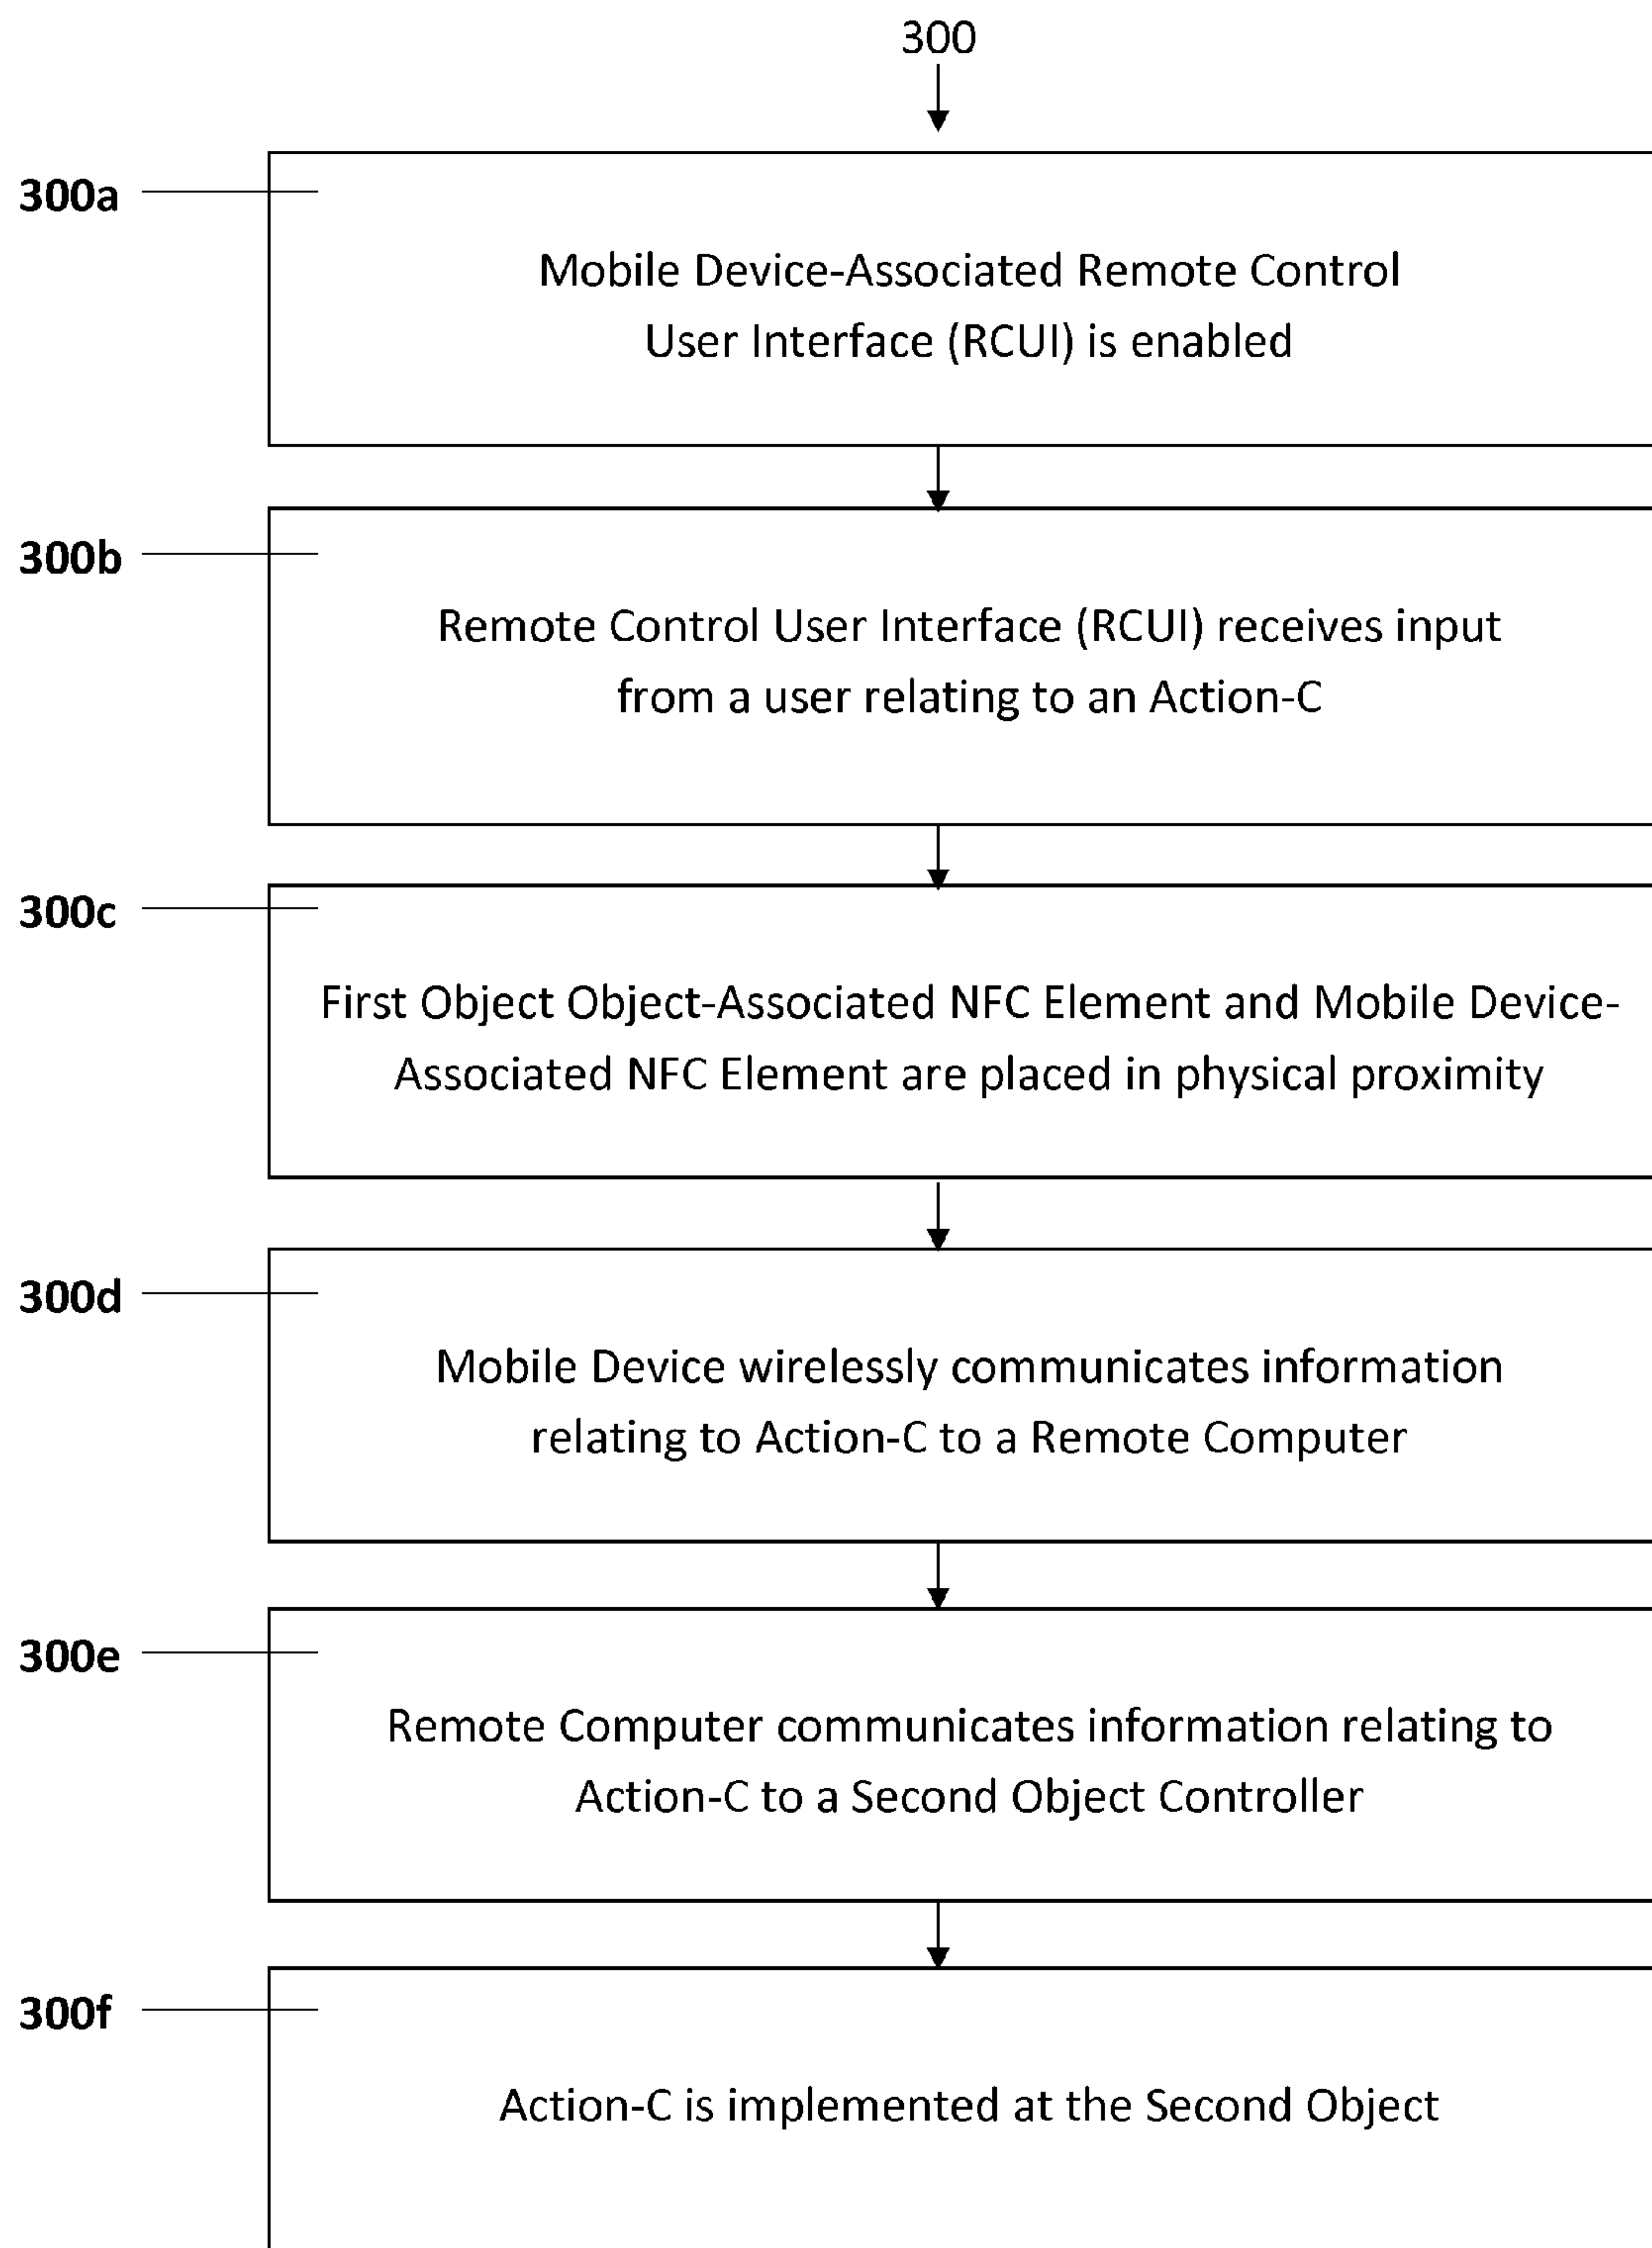 300
300a
Mobile Device-Associated Remote Control
User Interface (RCUI) is enabled
300b
Remote Control User Interface (RCUI) receives input
from a user relating to an Action-C
300c
First Object Object-Associated NFC Element and Mobile Device-
Associated NFC Element are placed in physical proximity
300d
Mobile Device wirelessly communicates information
relating to Action-C to a Remote Computer
300e
Remote Computer communicates information relating to
Action-C to a Second Object Controller
300f
Action-C is implemented at the Second Object